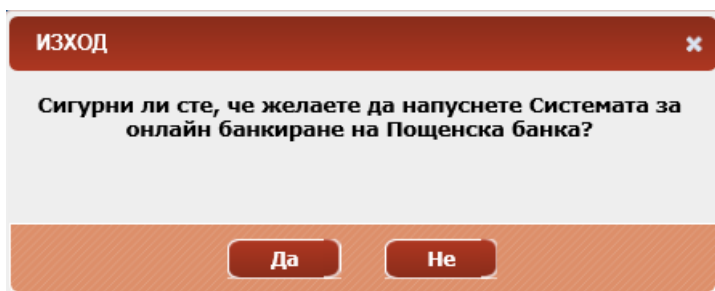 ИЗХОД
Сигурни ли сте, че желаете да напуснете Системата за
онлайн банкиране на Пощенска банка?
Да
Не